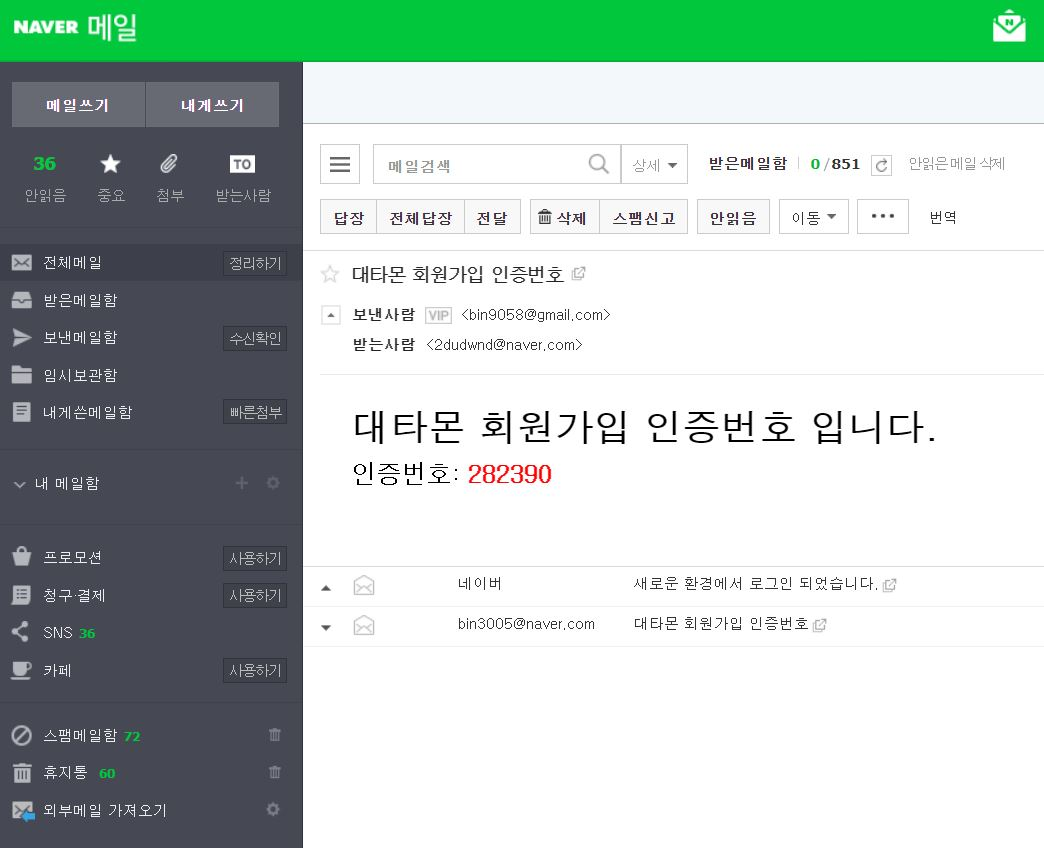 NAVER 메일
메일쓰기
내게쓰기
36
안읽음
중요
첨부
TO
받는사람
전체메일
정리하기
받은메일함
보낸메일함
수신확인
임시보관함
내게쓴메일함
빠른첨부
내 메일함
프로모션
사용하기
청구·결제
사용하기
SNS 36
카페
사용하기
스팸메일함 72
휴지통 60
외부메일 가져오기
N
메일검색
상세
받은메일함 0/851
안읽은메일 삭제
답장
전체답장
전달
삭제
스팸신고
안읽음
이동
번역
대타몬 회원가입 인증번호
보낸사람 VIP <bin9058@gmail.com>
받는사람 <2dudwnd@naver.com>
대타몬 회원가입 인증번호 입니다.
인증번호: 282390
네이버 새로운 환경에서 로그인 되었습니다.
bin3005@naver.com 대타몬 회원가입 인증번호